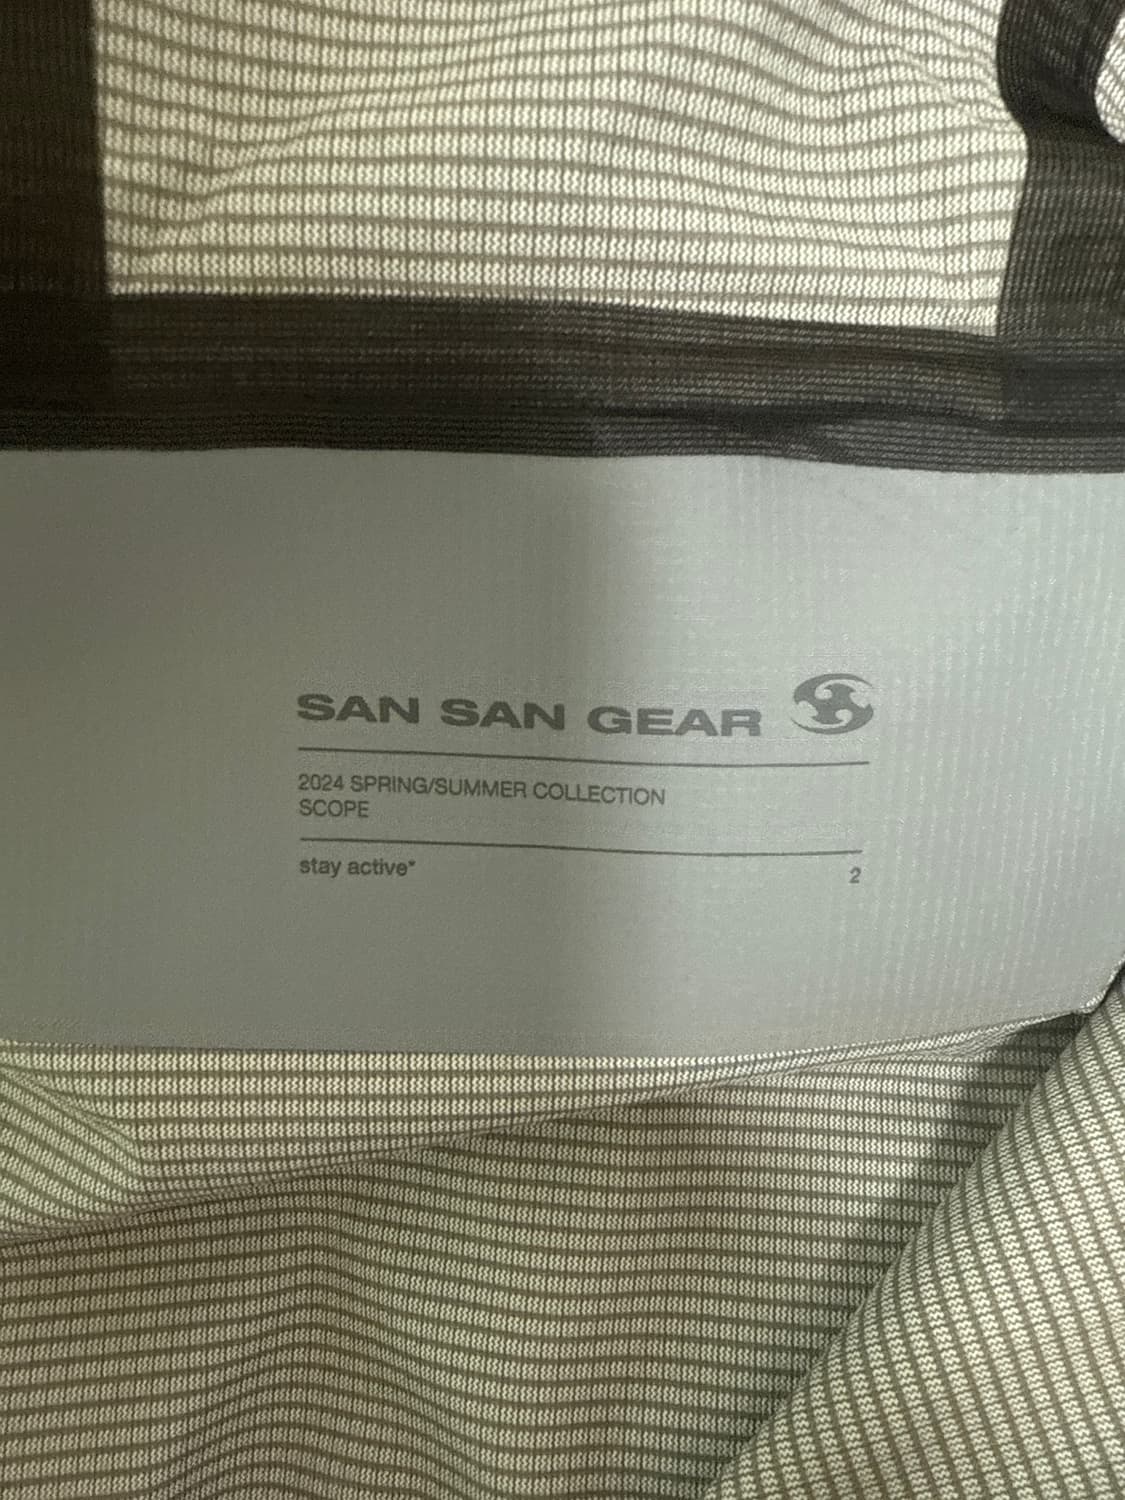 SAN SAN GEAR
2024 SPRING/SUMMER COLLECTION
SCOPE
stay active*
2